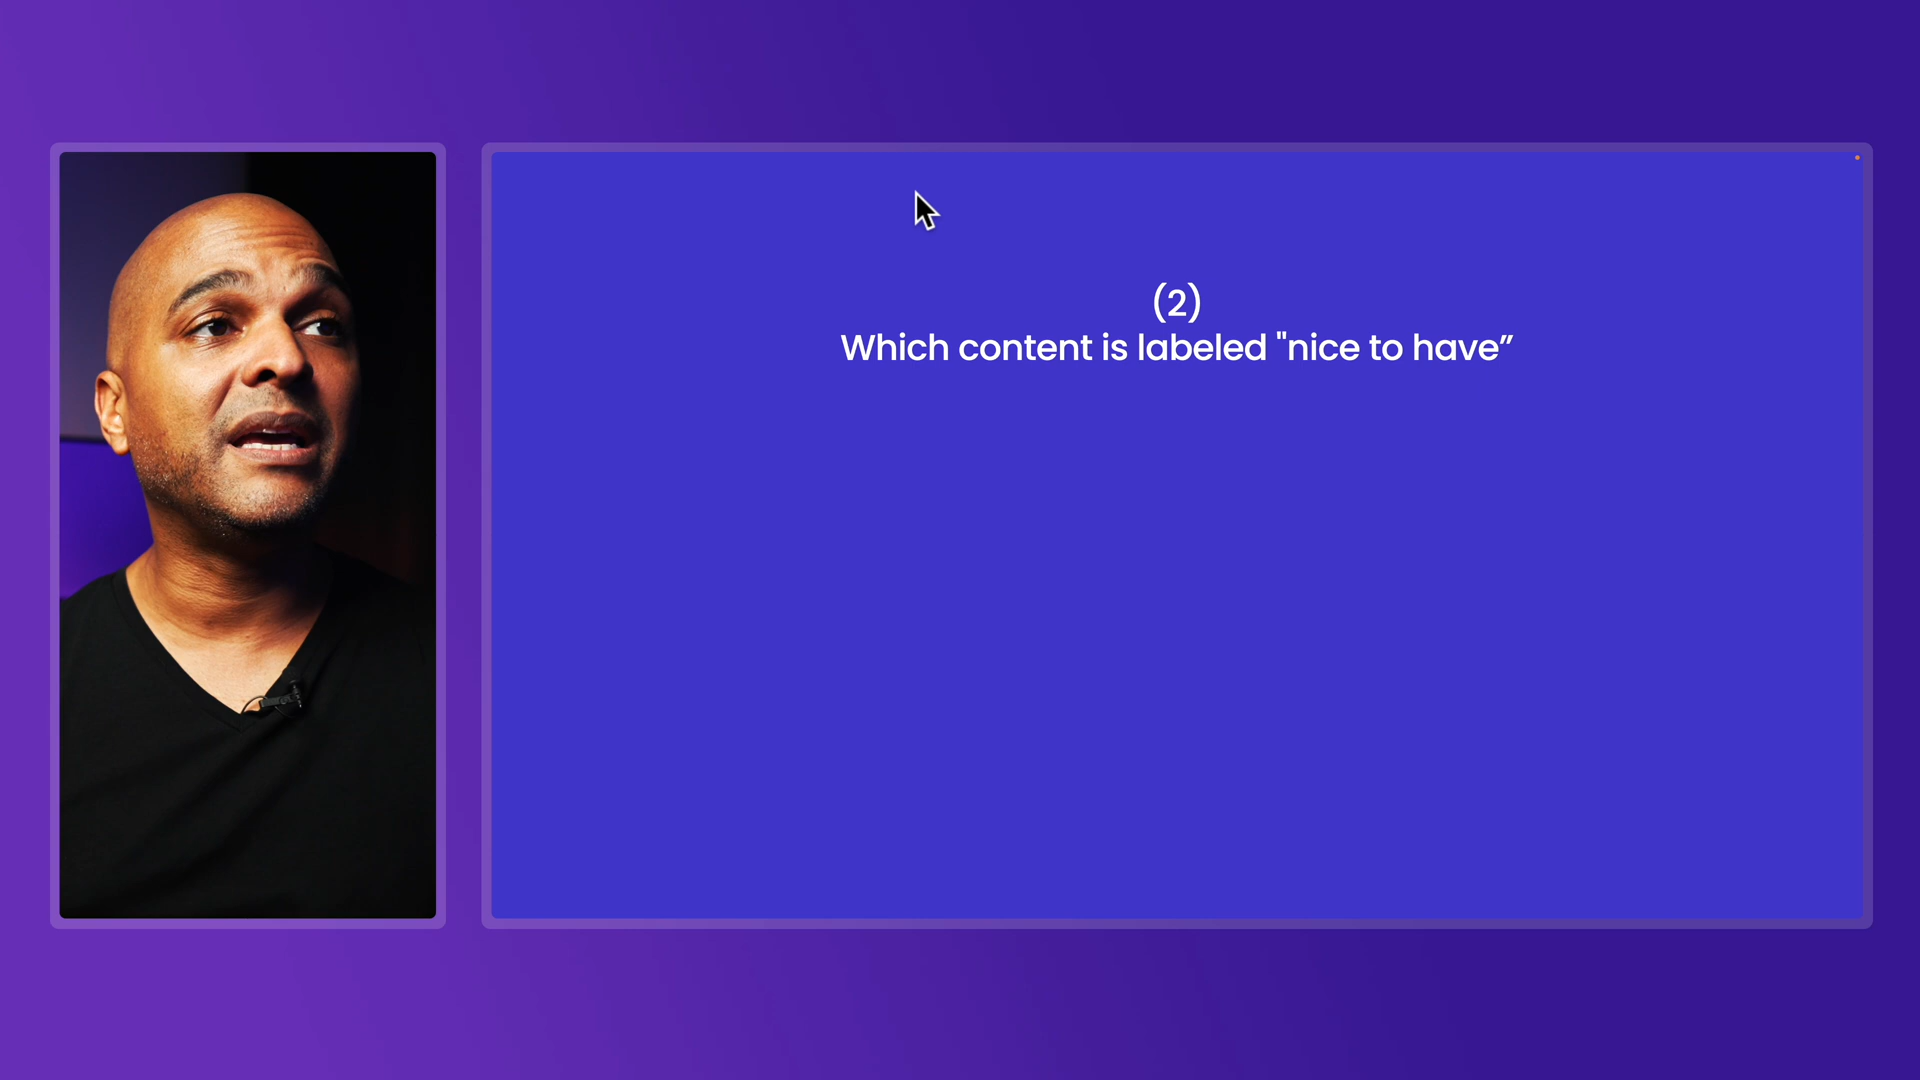 (2)
Which content is labeled "nice to have”